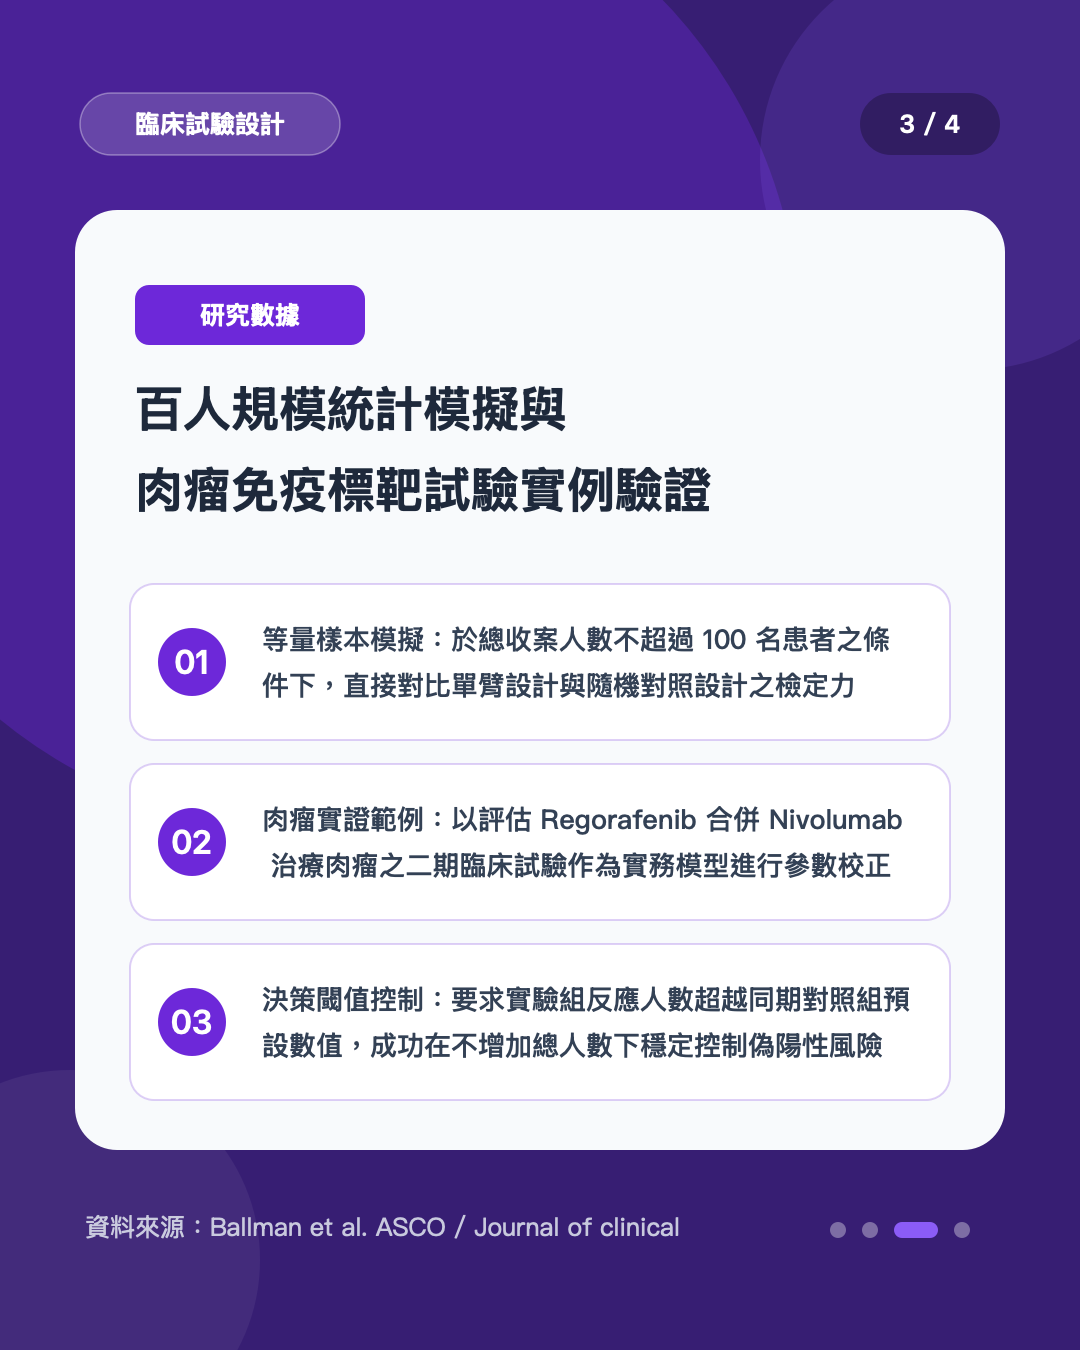 臨床試驗設計
3 / 4
研究數據
百人規模統計模擬與
肉瘤免疫標靶試驗實例驗證
01
等量樣本模擬：於總收案人數不超過 100 名患者之條
件下，直接對比單臂設計與隨機對照設計之檢定力
02
肉瘤實證範例：以評估 Regorafenib 合併 Nivolumab
治療肉瘤之二期臨床試驗作為實務模型進行參數校正
03
決策閾值控制：要求實驗組反應人數超越同期對照組預
設數值，成功在不增加總人數下穩定控制偽陽性風險
資料來源：Ballman et al. ASCO / Journal of clinical